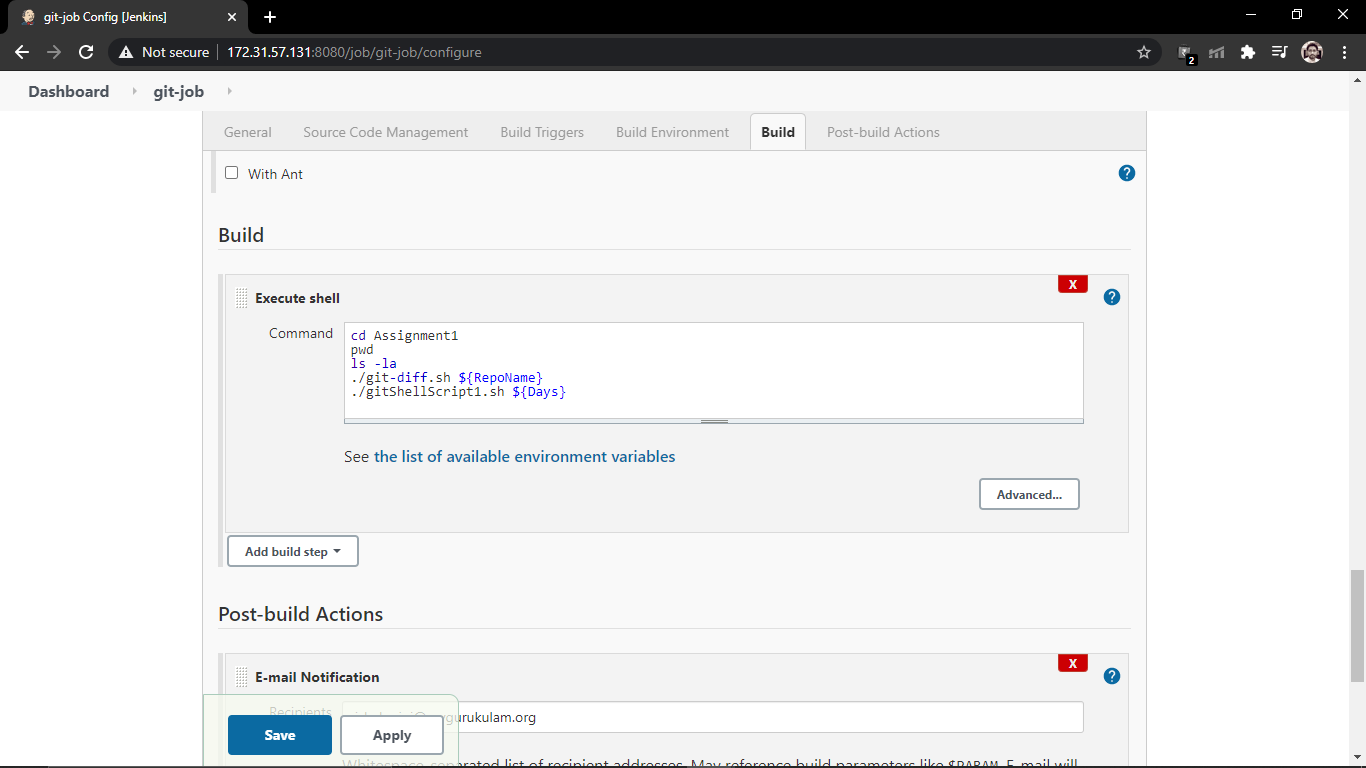 git-job Config [Jenkins]
Not secure 172.31.57.131:8080/job/git-job/configure
2
Dashboard git-job
General Source Code Management Build Triggers Build Environment Build Post-build Actions
With Ant
?
Build
X
Execute shell
?
Command
cd Assignment1
pwd
ls -la
./git-diff.sh ${RepoName}
./gitShellScript1.sh ${Days}
See the list of available environment variables
Advanced...
Add build step
Post-build Actions
X
E-mail Notification
?
Recipients
gurukulam.org
Save Apply
Whitespace-separated list of recipient addresses. May reference build parameters like $PARAM. E-mail will